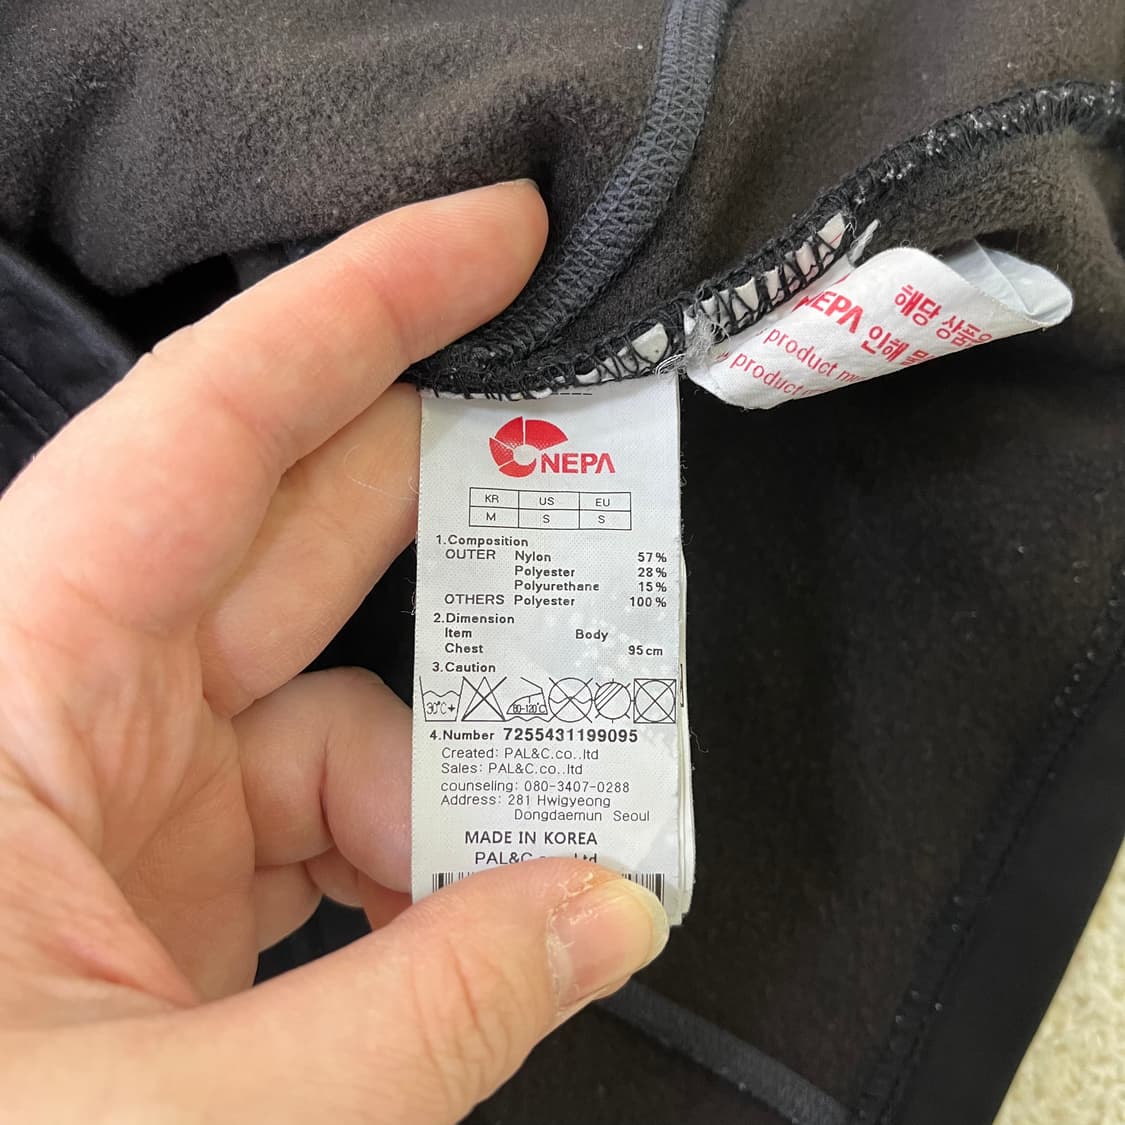 NEPA
KR US EU
M S S
1.Composition
OUTER Nylon 57%
Polyester 28%
Polyurethane 15%
OTHERS Polyester 100%
2.Dimension
Item Body
Chest 95cm
3.Caution
30°C
80-120°C
4.Number 7255431199095
Created: PAL&C.co..ltd
Sales: PAL&C.co..ltd
counseling: 080-3407-0288
Address: 281 Hwigyeong
Dongdaemun Seoul
MADE IN KOREA
NEPA
해당
인해
product
product